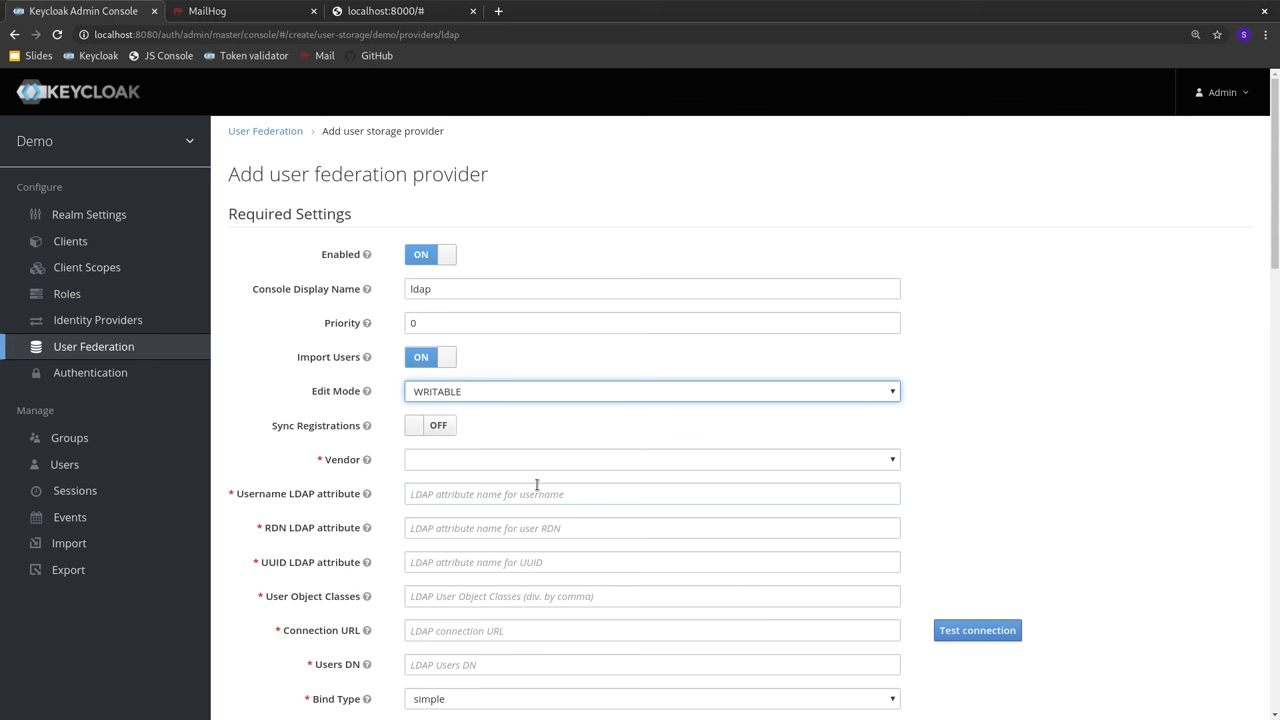 Keycloak Admin Console
MailHog
localhost:8000/#
localhost:8080/auth/admin/master/console/#/create/user-storage/demo/providers/ldap
S
Slides
Keycloak
JS Console
Token validator
Mail
GitHub
KEYCLOAK
Admin
Demo
Configure
Realm Settings
Clients
Client Scopes
Roles
Identity Providers
User Federation
Authentication
Manage
Groups
Users
Sessions
Events
Import
Export
User Federation > Add user storage provider
Add user federation provider
Required Settings
Enabled ON
Console Display Name ldap
Priority 0
Import Users ON
Edit Mode WRITABLE
Sync Registrations OFF
* Vendor
* Username LDAP attribute LDAP attribute name for username
* RDN LDAP attribute LDAP attribute name for user RDN
* UUID LDAP attribute LDAP attribute name for UUID
* User Object Classes LDAP User Object Classes (div. by comma)
* Connection URL LDAP connection URL Test connection
* Users DN LDAP Users DN
* Bind Type simple